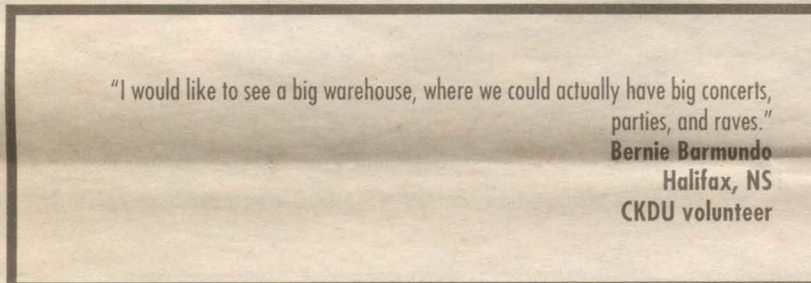 "I would like to see a big warehouse, where we could actually have big concerts,
parties, and raves."
Bernie Barmundo
Halifax, NS
CKDU volunteer